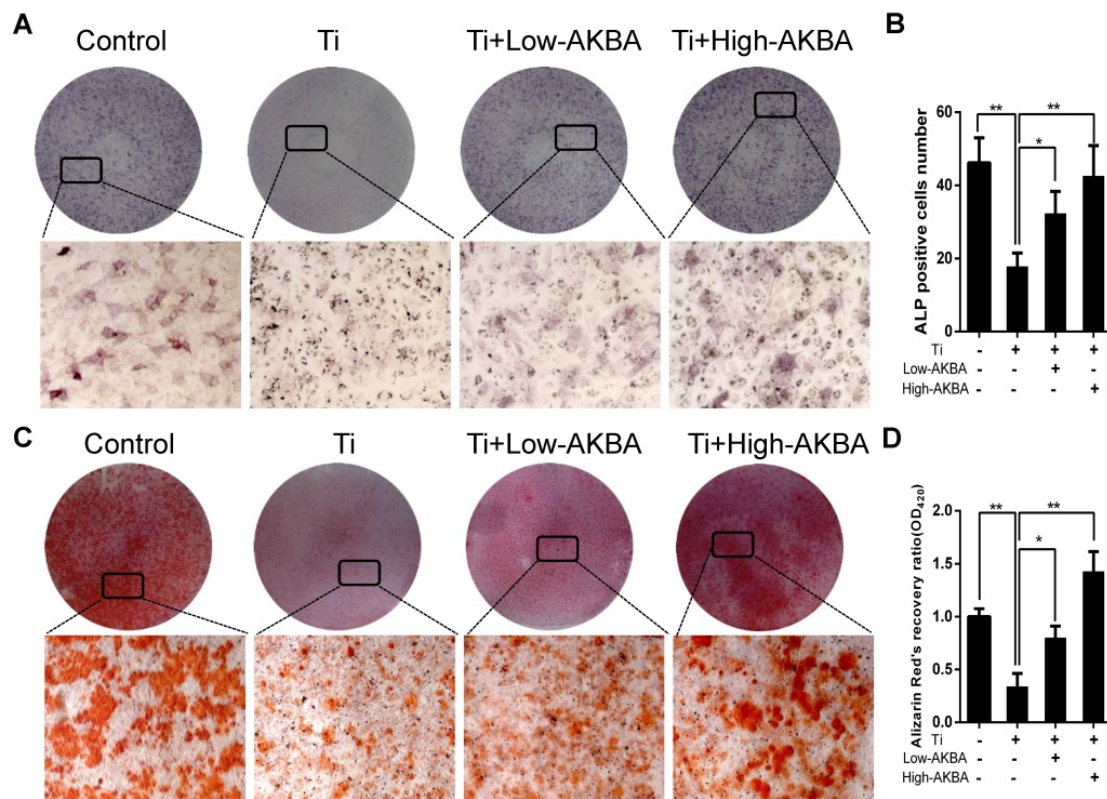 A
Control Ti Ti+Low-AKBA Ti+High-AKBA
B
ALP positive cells number
60
40
20
0
** **
*
Ti - + + +
Low-AKBA +
High-AKBA +
C
Control Ti Ti+Low-AKBA Ti+High-AKBA
D
Alizarin Red's recovery ratio(OD420)
2.0
1.5
1.0
0.5
0.0
** **
*
Ti - + + +
Low-AKBA +
High-AKBA +